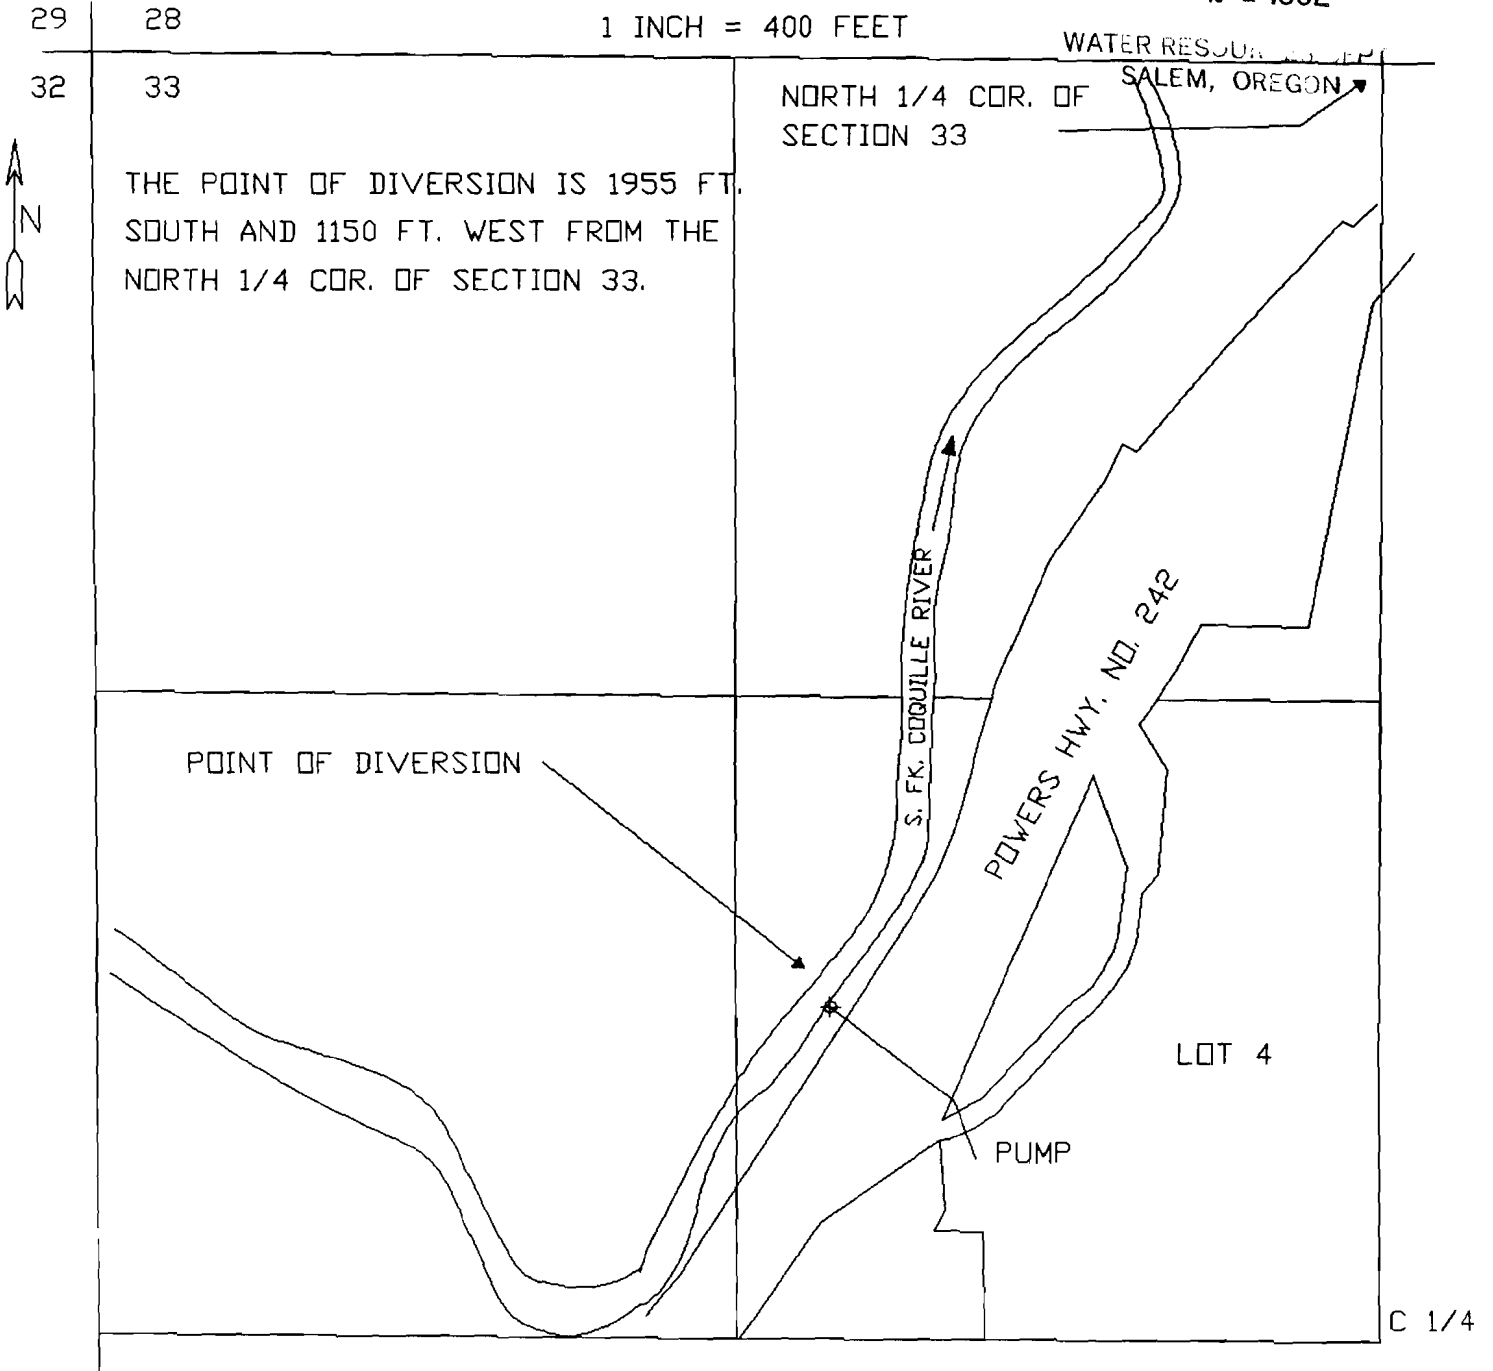 29 28
1 INCH = 400 FEET
WATER
SALEM, OREGON
32 33
NORTH 1/4 COR. OF
SECTION 33
THE POINT OF DIVERSION IS 1955 FT.
SOUTH AND 1150 FT. WEST FROM THE
NORTH 1/4 COR. OF SECTION 33.
N
S. FK. COQUILLE RIVER
POWERS HWY. NO. 242
POINT OF DIVERSION
LOT 4
PUMP
C 1/4